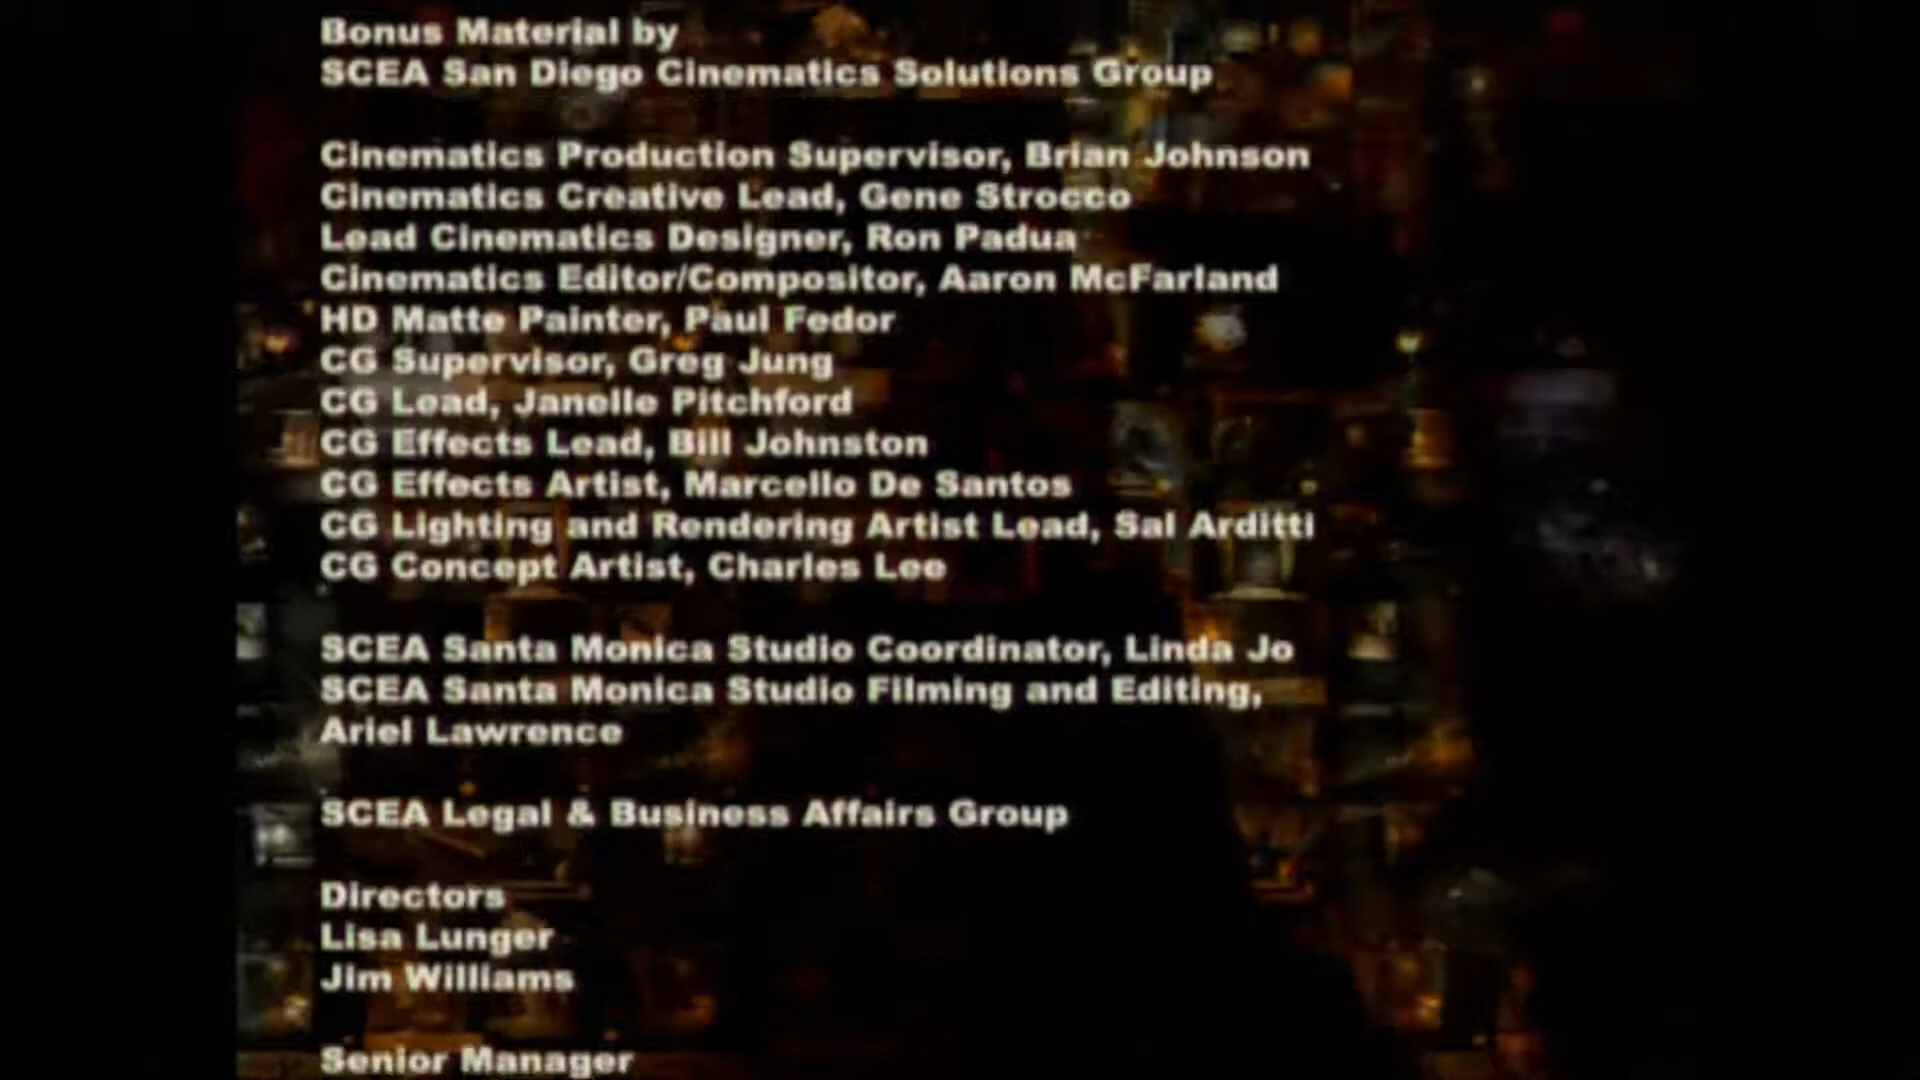 Bonus Material by
SCEA San Diego Cinematics Solutions Group
Cinematics Production Supervisor, Brian Johnson
Cinematics Creative Lead, Gene Strocco
Lead Cinematics Designer, Ron Padua
Cinematics Editor/Compositor, Aaron McFarland
HD Matte Painter, Paul Fedor
CG Supervisor, Greg Jung
CG Lead, Janelle Pitchford
CG Effects Lead, Bill Johnston
CG Effects Artist, Marcello De Santos
CG Lighting and Rendering Artist Lead, Sal Arditti
CG Concept Artist, Charles Lee
SCEA Santa Monica Studio Coordinator, Linda Jo
SCEA Santa Monica Studio Filming and Editing,
Ariel Lawrence
SCEA Legal & Business Affairs Group
Directors
Lisa Lunger
Jim Williams
Senior Manager